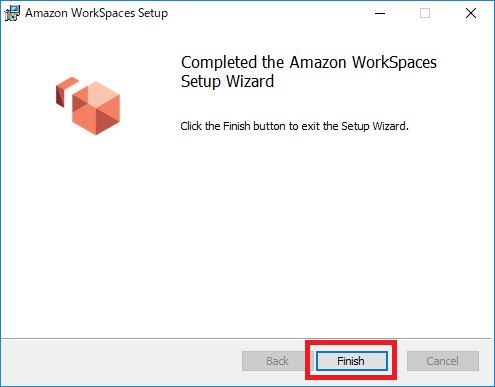 Amazon WorkSpaces Setup
Completed the Amazon WorkSpaces
Setup Wizard
Click the Finish button to exit the Setup Wizard.
Back
Finish
Cancel